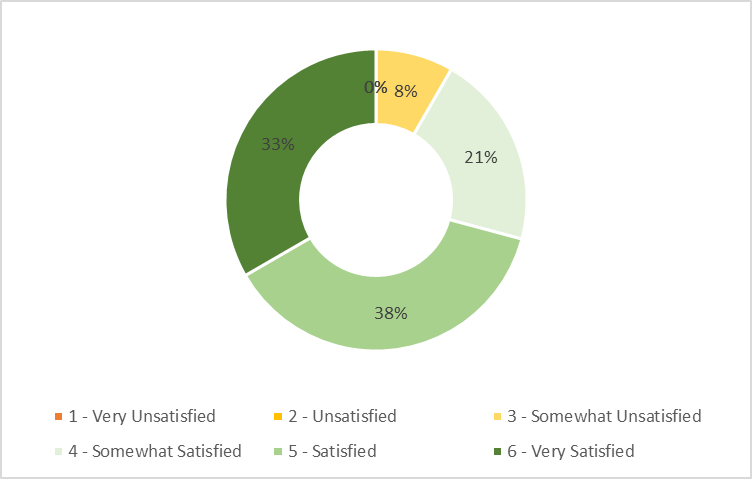 0%
8%
21%
38%
33%
1 - Very Unsatisfied
2 - Unsatisfied
3 - Somewhat Unsatisfied
4 - Somewhat Satisfied
5 - Satisfied
6 - Very Satisfied